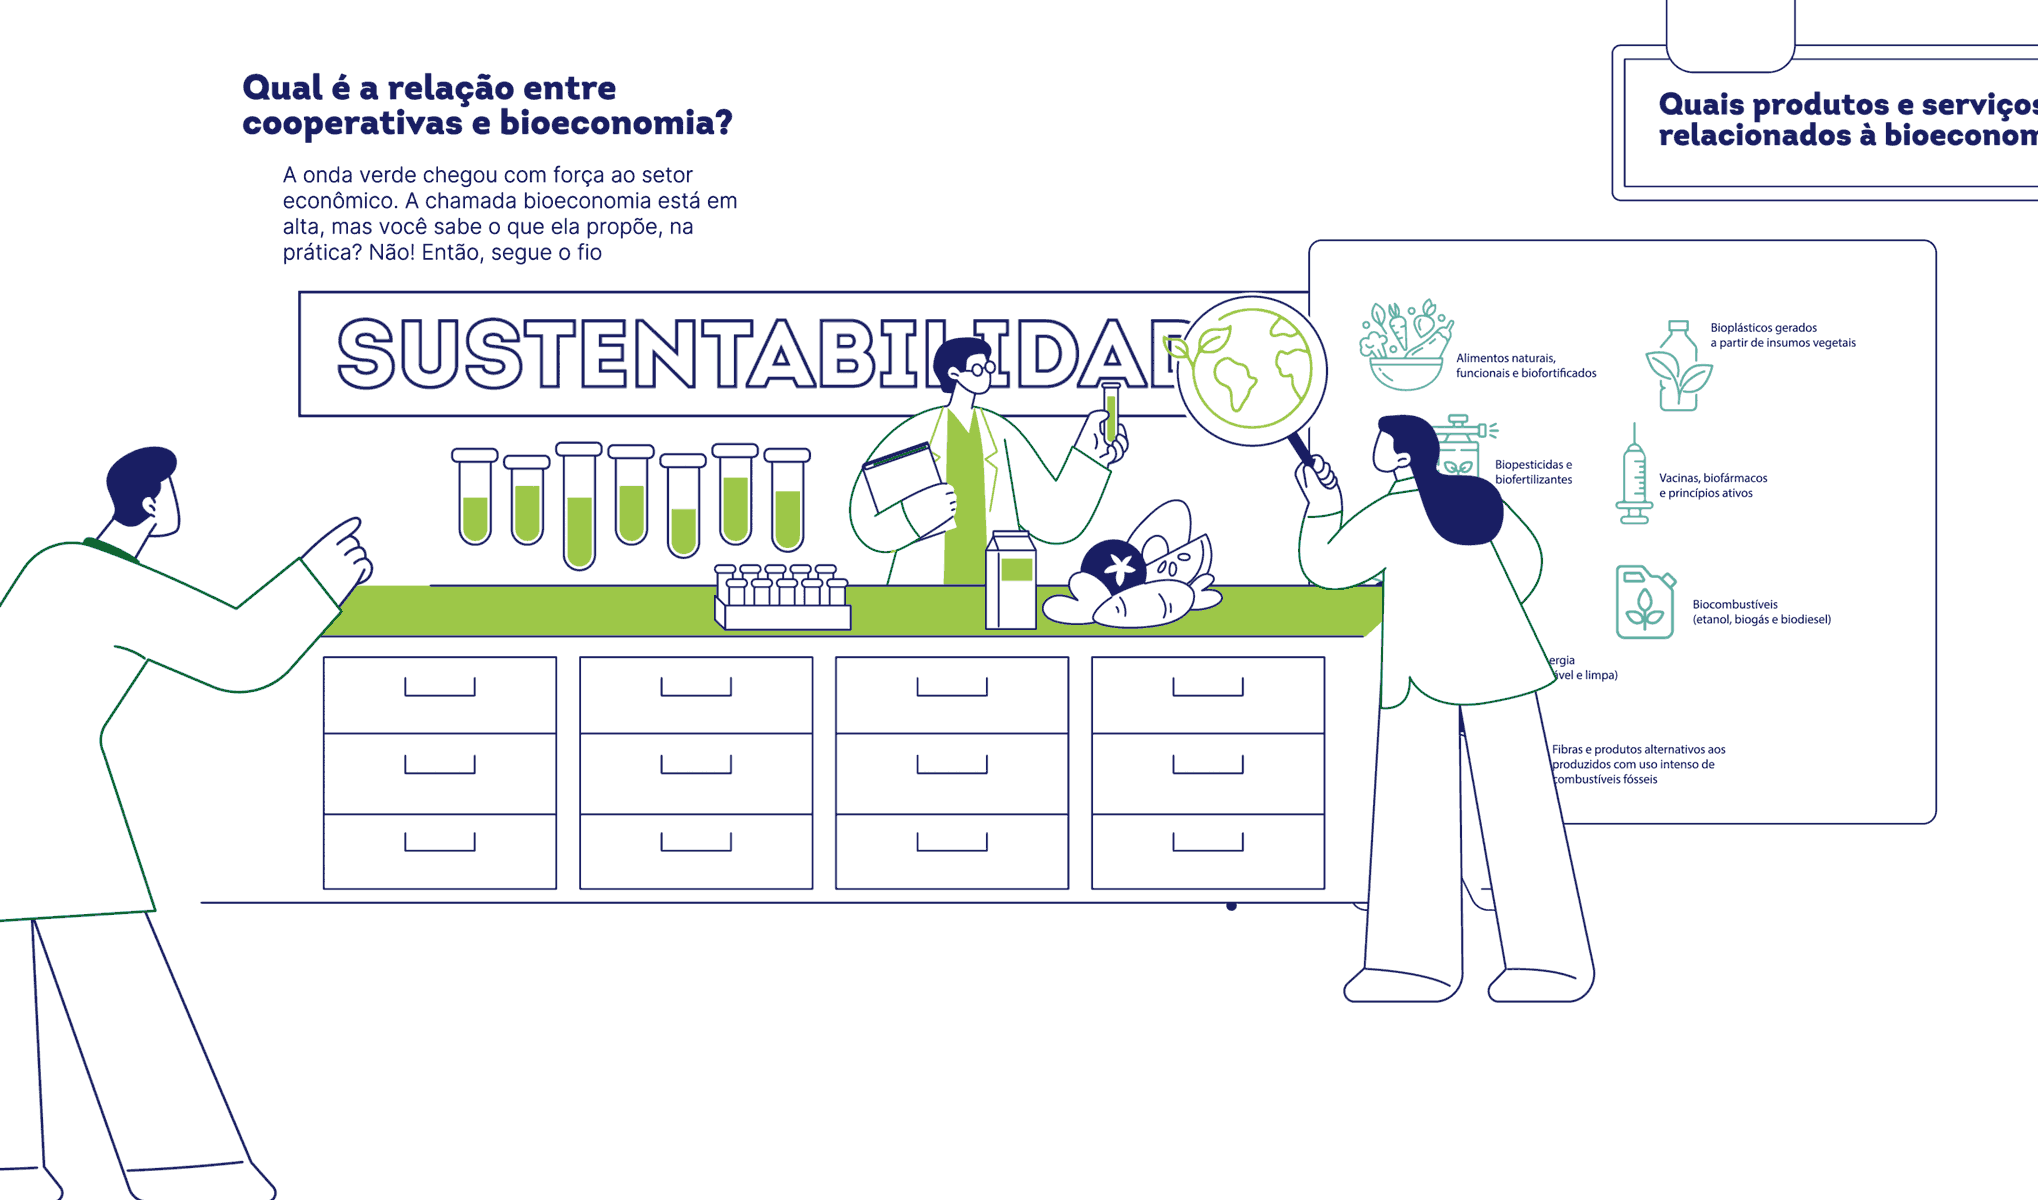 Qual é a relação entre
cooperativas e bioeconomia?
A onda verde chegou com força ao setor
econômico. A chamada bioeconomia está em
alta, mas você sabe o que ela propõe, na
prática? Não! Então, segue o fio
SUSTENTABILIDAD
Quais produtos e serviços
relacionados à bioeconom
Alimentos naturais,
funcionais e biofortificados
Bioplásticos gerados
a partir de insumos vegetais
Biopesticidas e
biofertilizantes
Vacinas, biofármacos
e princípios ativos
Biocombustíveis
(etanol, biogás e biodiesel)
ergia
ável e limpa)
Fibras e produtos alternativos aos
produzidos com uso intenso de
combustíveis fósseis